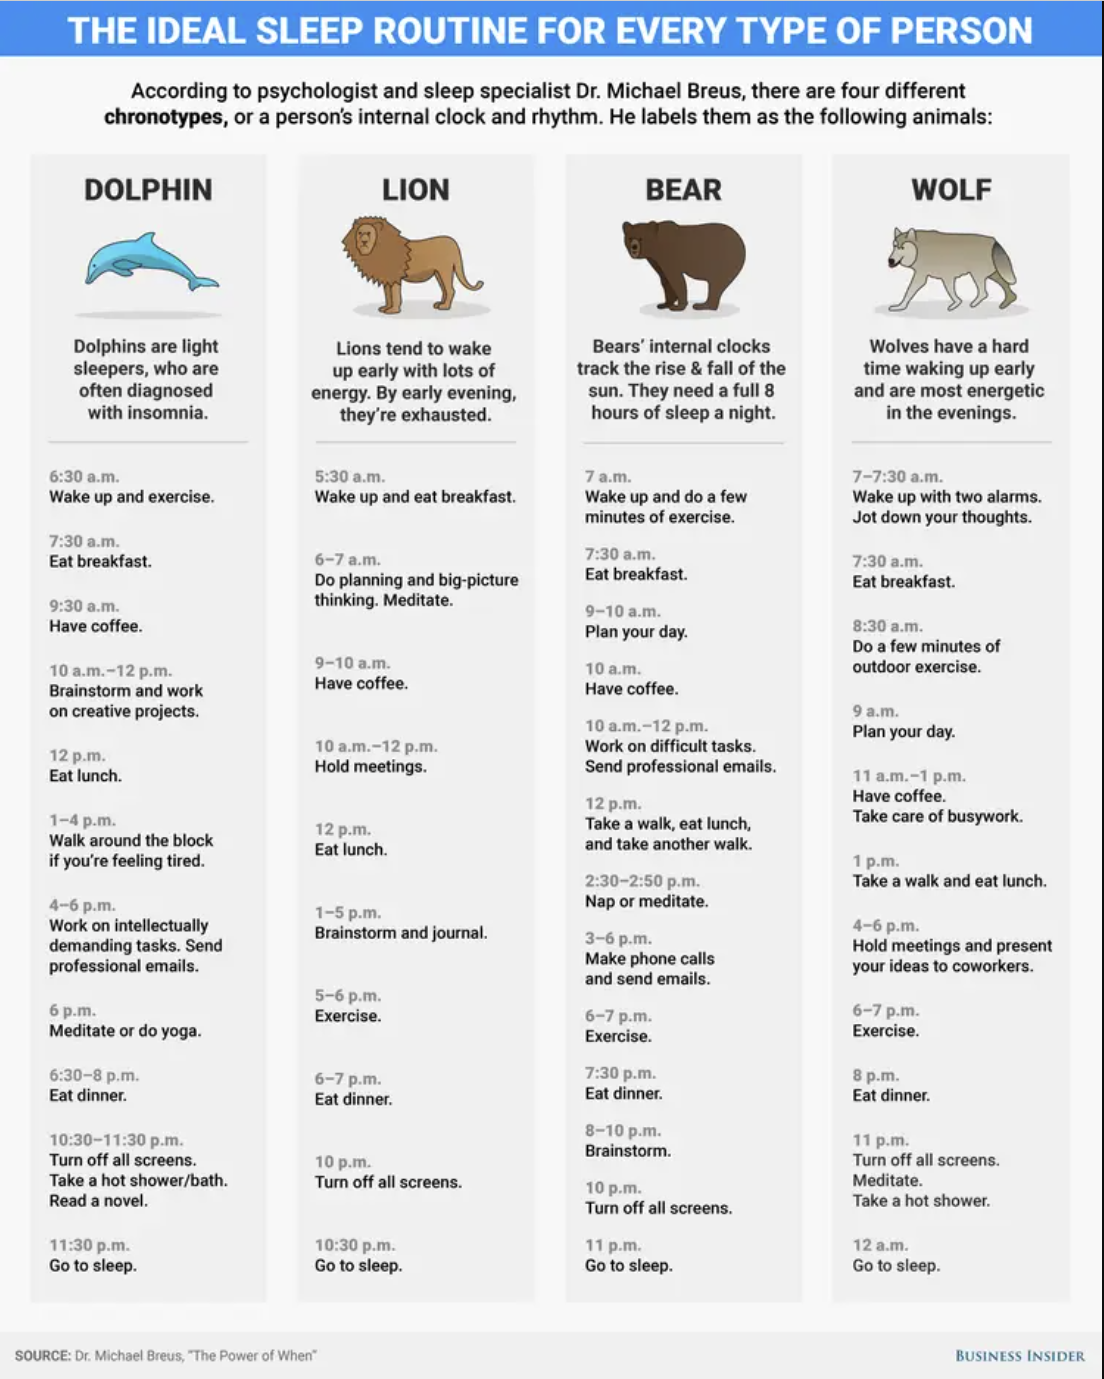 THE IDEAL SLEEP ROUTINE FOR EVERY TYPE OF PERSON
According to psychologist and sleep specialist Dr. Michael Breus, there are four different
chronotypes, or a person's internal clock and rhythm. He labels them as the following animals:
DOLPHIN
Dolphins are light
sleepers, who are
often diagnosed
with insomnia.
6:30 a.m.
Wake up and exercise.
7:30 a.m.
Eat breakfast.
9:30 a.m.
Have coffee.
10 a.m.–12 p.m.
Brainstorm and work
on creative projects.
12 p.m.
Eat lunch.
1–4 p.m.
Walk around the block
if you're feeling tired.
4–6 p.m.
Work on intellectually
demanding tasks. Send
professional emails.
6 p.m.
Meditate or do yoga.
6:30–8 p.m.
Eat dinner.
10:30–11:30 p.m.
Turn off all screens.
Take a hot shower/bath.
Read a novel.
11:30 p.m.
Go to sleep.
LION
Lions tend to wake
up early with lots of
energy. By early evening,
they're exhausted.
5:30 a.m.
Wake up and eat breakfast.
6–7 a.m.
Do planning and big-picture
thinking. Meditate.
9–10 a.m.
Have coffee.
10 a.m.–12 p.m.
Hold meetings.
12 p.m.
Eat lunch.
1–5 p.m.
Brainstorm and journal.
5–6 p.m.
Exercise.
6–7 p.m.
Eat dinner.
10 p.m.
Turn off all screens.
10:30 p.m.
Go to sleep.
BEAR
Bears' internal clocks
track the rise & fall of the
sun. They need a full 8
hours of sleep a night.
7 a.m.
Wake up and do a few
minutes of exercise.
7:30 a.m.
Eat breakfast.
9–10 a.m.
Plan your day.
10 a.m.
Have coffee.
10 a.m.–12 p.m.
Work on difficult tasks.
Send professional emails.
12 p.m.
Take a walk, eat lunch,
and take another walk.
2:30–2:50 p.m.
Nap or meditate.
3–6 p.m.
Make phone calls
and send emails.
6–7 p.m.
Exercise.
7:30 p.m.
Eat dinner.
8–10 p.m.
Brainstorm.
10 p.m.
Turn off all screens.
11 p.m.
Go to sleep.
WOLF
Wolves have a hard
time waking up early
and are most energetic
in the evenings.
7–7:30 a.m.
Wake up with two alarms.
Jot down your thoughts.
7:30 a.m.
Eat breakfast.
8:30 a.m.
Do a few minutes of
outdoor exercise.
9 a.m.
Plan your day.
11 a.m.–1 p.m.
Have coffee.
Take care of busywork.
1 p.m.
Take a walk and eat lunch.
4–6 p.m.
Hold meetings and present
your ideas to coworkers.
6–7 p.m.
Exercise.
8 p.m.
Eat dinner.
11 p.m.
Turn off all screens.
Meditate.
Take a hot shower.
12 a.m.
Go to sleep.
SOURCE: Dr. Michael Breus, "The Power of When"
BUSINESS INSIDER